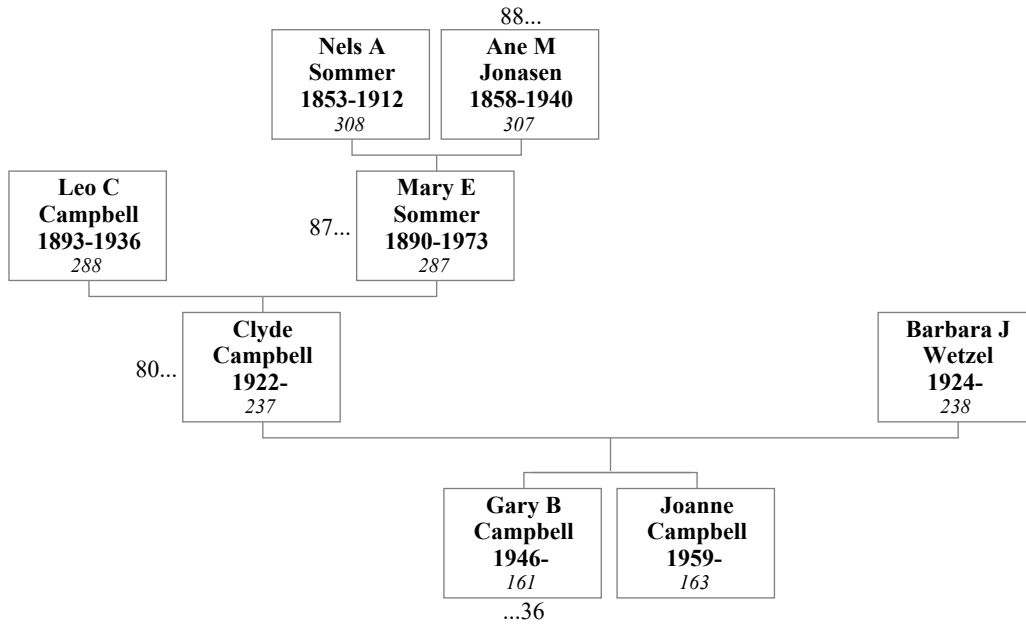 88...
Nels A
Sommer
1853-1912
308
Ane M
Jonasen
1858-1940
307
Leo C
Campbell
1893-1936
288
87...
Mary E
Sommer
1890-1973
287
80...
Clyde
Campbell
1922-
237
Barbara J
Wetzel
1924-
238
Gary B
Campbell
1946-
161
Joanne
Campbell
1959-
163
...36